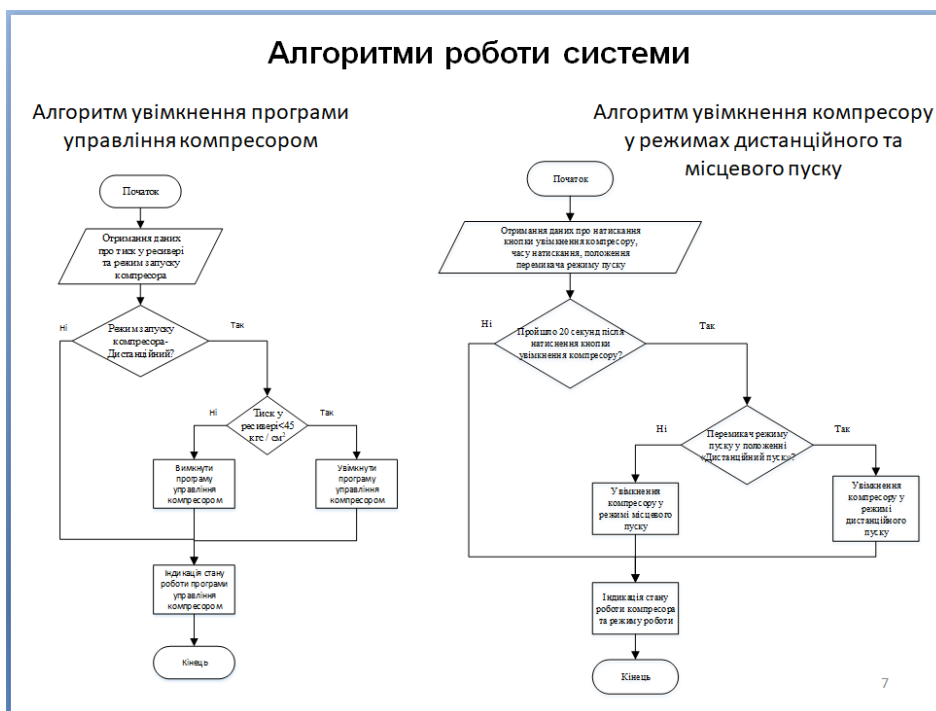 Алгоритми роботи системи
Алгоритм увімкнення програми
управління компресором
Початок
Отримання даних
про тиск у ресивері
та режим запуску
компресора
Ні
Режим запуску
компресора-
Дистанційний?
Так
Ні
Тиск у
ресивері<45
кгс / см²
Так
Вимкнути
програму
управління
компресором
Увімкнути
програму
управління
компресором
Індикація стану
роботи програми
управління
компресором
Кінець
Алгоритм увімкнення компресору
у режимах дистанційного та
місцевого пуску
Початок
Отримання даних про натискання
кнопки увімкнення компресору,
часу натискання, положення
перемикача режиму пуску
Ні
Пройшло 20 секунд після
натиснення кнопки
увімкнення компресору?
Так
Ні
Перемикач режиму
пуску у положенні
«Дистанційний пуск»?
Так
Увімкнення
компресору у
режимі місцевого
пуску
Увімкнення
компресору у
режимі
дистанційного
пуску
Індикація стану
роботи компресора
та режиму роботи
Кінець
7